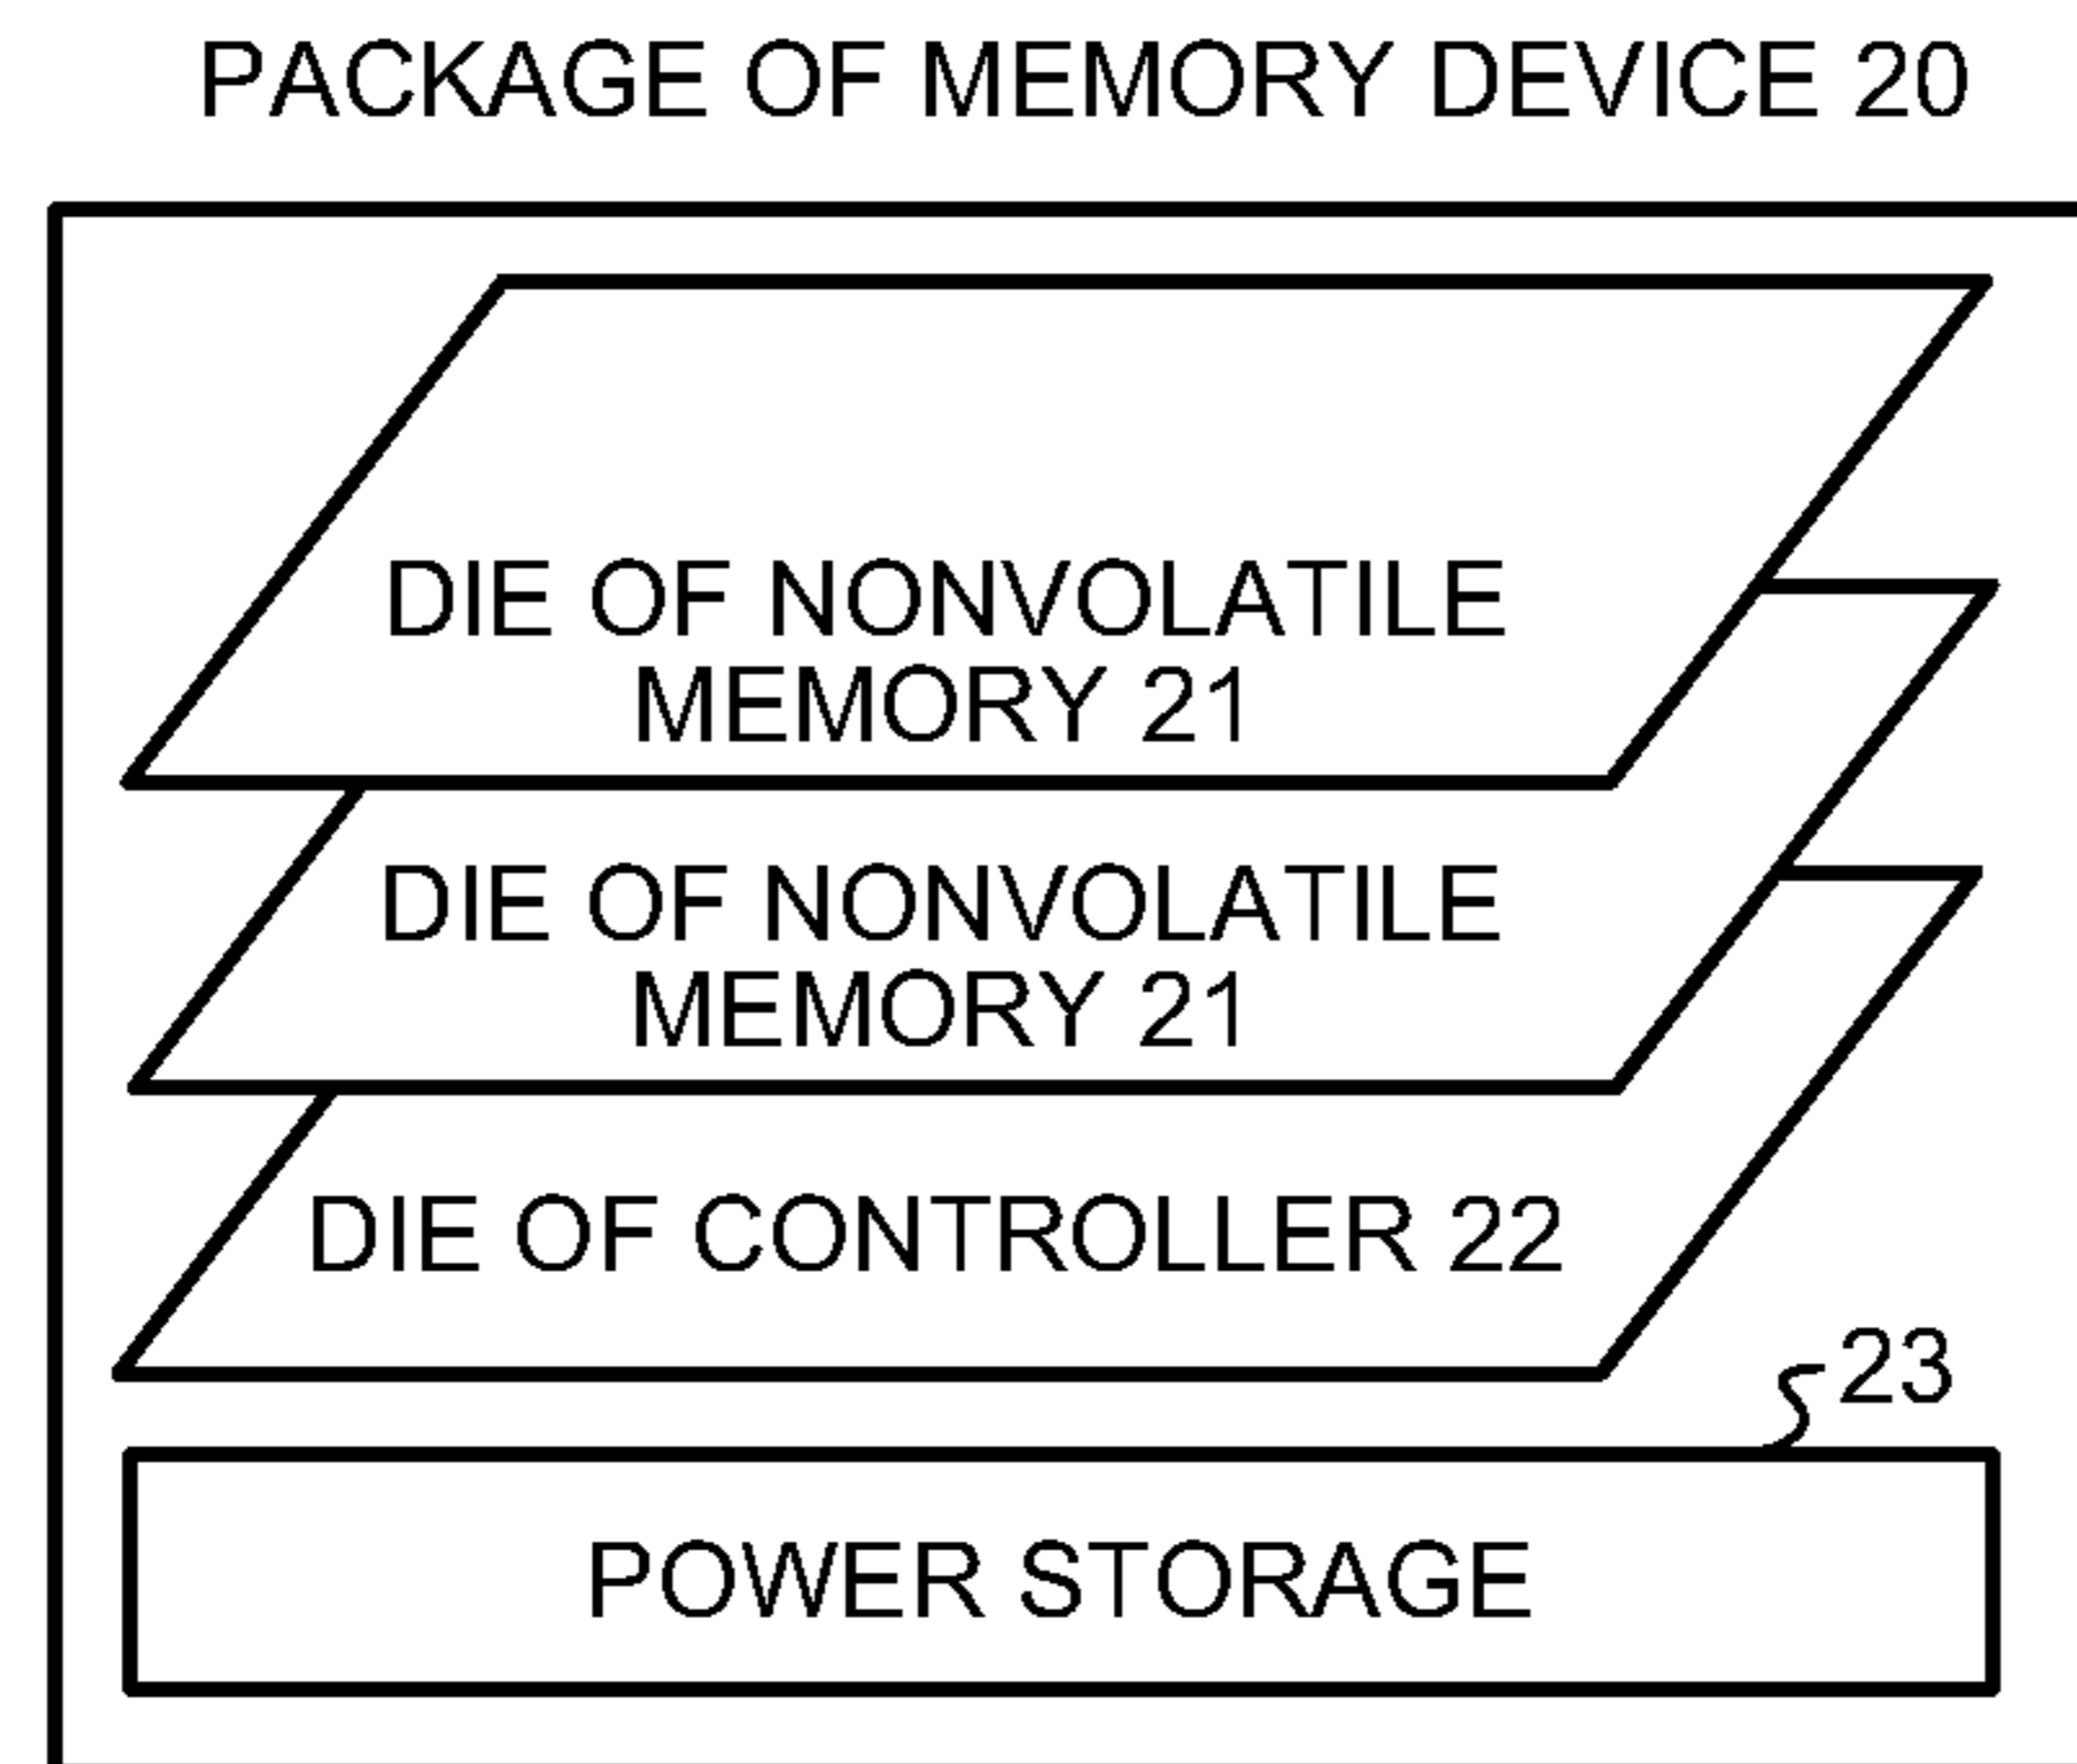 PACKAGE OF MEMORY DEVICE 20
DIE OF NONVOLATILE
MEMORY 21
DIE OF NONVOLATILE
MEMORY 21
DIE OF CONTROLLER 22
23
POWER STORAGE